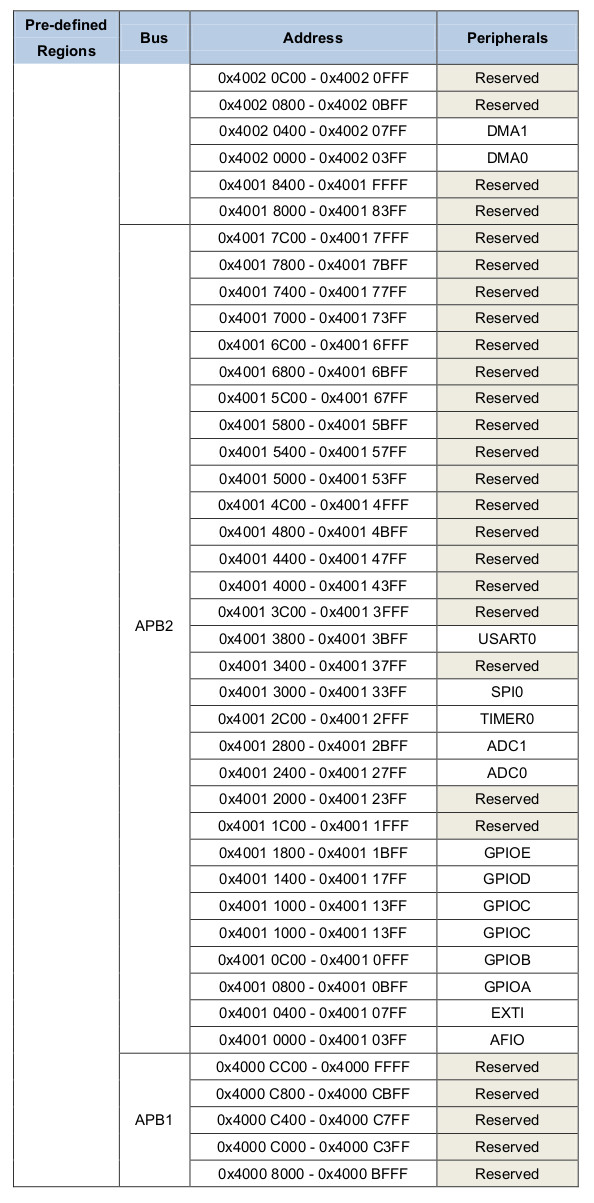 Pre-defined Regions Bus Address Peripherals
0x4002 0C00 - 0x4002 0FFF Reserved
0x4002 0800 - 0x4002 0BFF Reserved
0x4002 0400 - 0x4002 07FF DMA1
0x4002 0000 - 0x4002 03FF DMA0
0x4001 8400 - 0x4001 FFFF Reserved
0x4001 8000 - 0x4001 83FF Reserved
0x4001 7C00 - 0x4001 7FFF Reserved
0x4001 7800 - 0x4001 7BFF Reserved
0x4001 7400 - 0x4001 77FF Reserved
0x4001 7000 - 0x4001 73FF Reserved
0x4001 6C00 - 0x4001 6FFF Reserved
0x4001 6800 - 0x4001 6BFF Reserved
0x4001 5C00 - 0x4001 67FF Reserved
0x4001 5800 - 0x4001 5BFF Reserved
0x4001 5400 - 0x4001 57FF Reserved
0x4001 5000 - 0x4001 53FF Reserved
0x4001 4C00 - 0x4001 4FFF Reserved
0x4001 4800 - 0x4001 4BFF Reserved
0x4001 4400 - 0x4001 47FF Reserved
0x4001 4000 - 0x4001 43FF Reserved
0x4001 3C00 - 0x4001 3FFF Reserved
APB2 0x4001 3800 - 0x4001 3BFF USART0
0x4001 3400 - 0x4001 37FF Reserved
0x4001 3000 - 0x4001 33FF SPI0
0x4001 2C00 - 0x4001 2FFF TIMER0
0x4001 2800 - 0x4001 2BFF ADC1
0x4001 2400 - 0x4001 27FF ADC0
0x4001 2000 - 0x4001 23FF Reserved
0x4001 1C00 - 0x4001 1FFF Reserved
0x4001 1800 - 0x4001 1BFF GPIOE
0x4001 1400 - 0x4001 17FF GPIOD
0x4001 1000 - 0x4001 13FF GPIOC
0x4001 1000 - 0x4001 13FF GPIOC
0x4001 0C00 - 0x4001 0FFF GPIOB
0x4001 0800 - 0x4001 0BFF GPIOA
0x4001 0400 - 0x4001 07FF EXTI
0x4001 0000 - 0x4001 03FF AFIO
0x4000 CC00 - 0x4000 FFFF Reserved
0x4000 C800 - 0x4000 CBFF Reserved
APB1 0x4000 C400 - 0x4000 C7FF Reserved
0x4000 C000 - 0x4000 C3FF Reserved
0x4000 8000 - 0x4000 BFFF Reserved